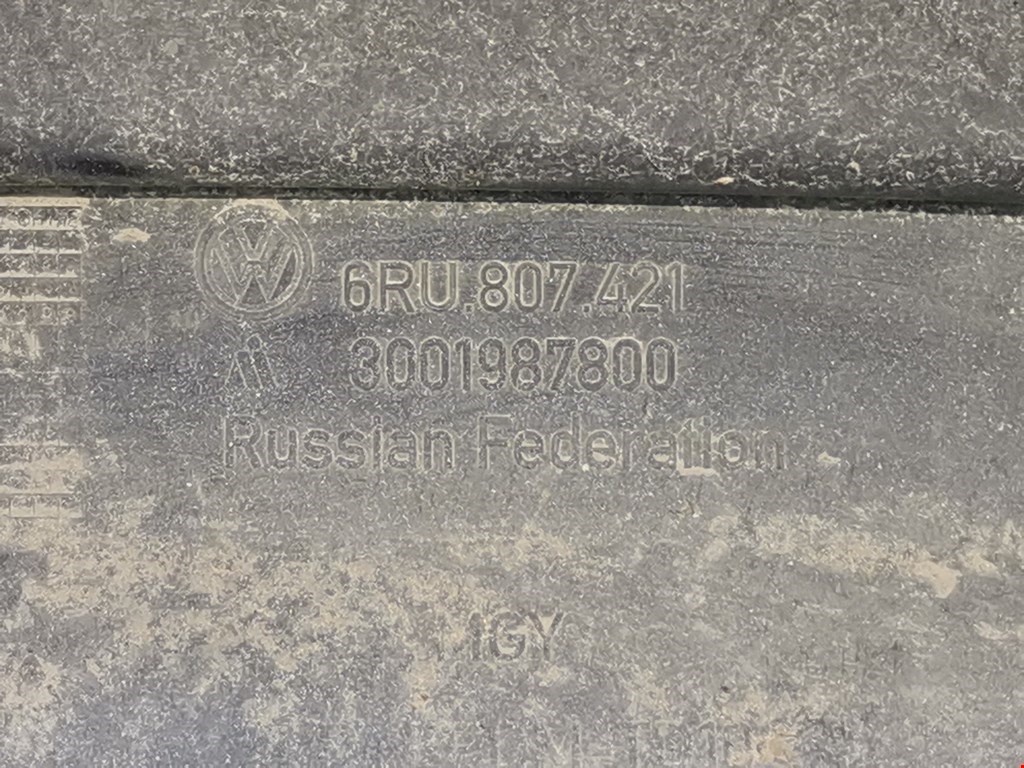 6RU.807.421
3001987800
Russian Federation
1GY